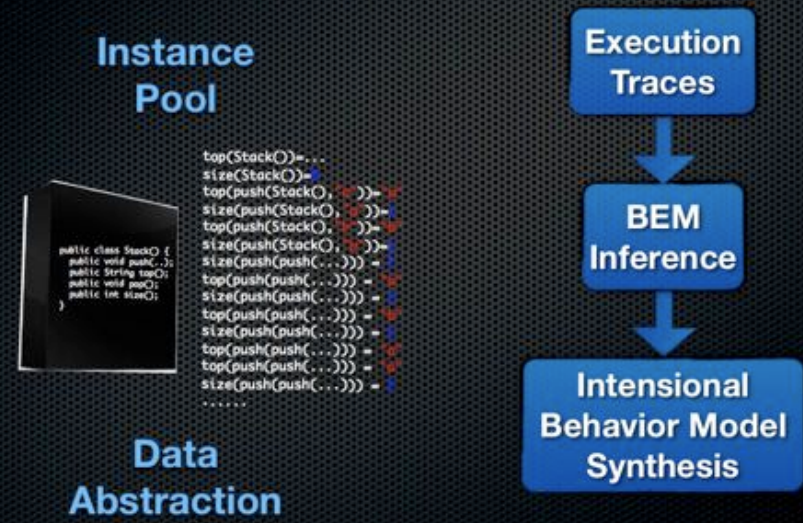 Instance
Pool
public class Stack() {
public void push(..);
public String top();
public void pop();
public int size();
}
top(Stack())=...
size(Stack())=
top(push(Stack(), ))=
size(push(Stack(), ))=
top(push(Stack(), ))=
size(push(Stack(), ))=
size(push(push(...))) =
top(push(push(...))) =
size(push(push(...))) =
top(push(push(...))) =
size(push(push(...))) =
top(push(push(...))) =
top(push(push(...))) =
size(push(push(...))) =
......
Data
Abstraction
Execution
Traces
BEM
Inference
Intensional
Behavior Model
Synthesis